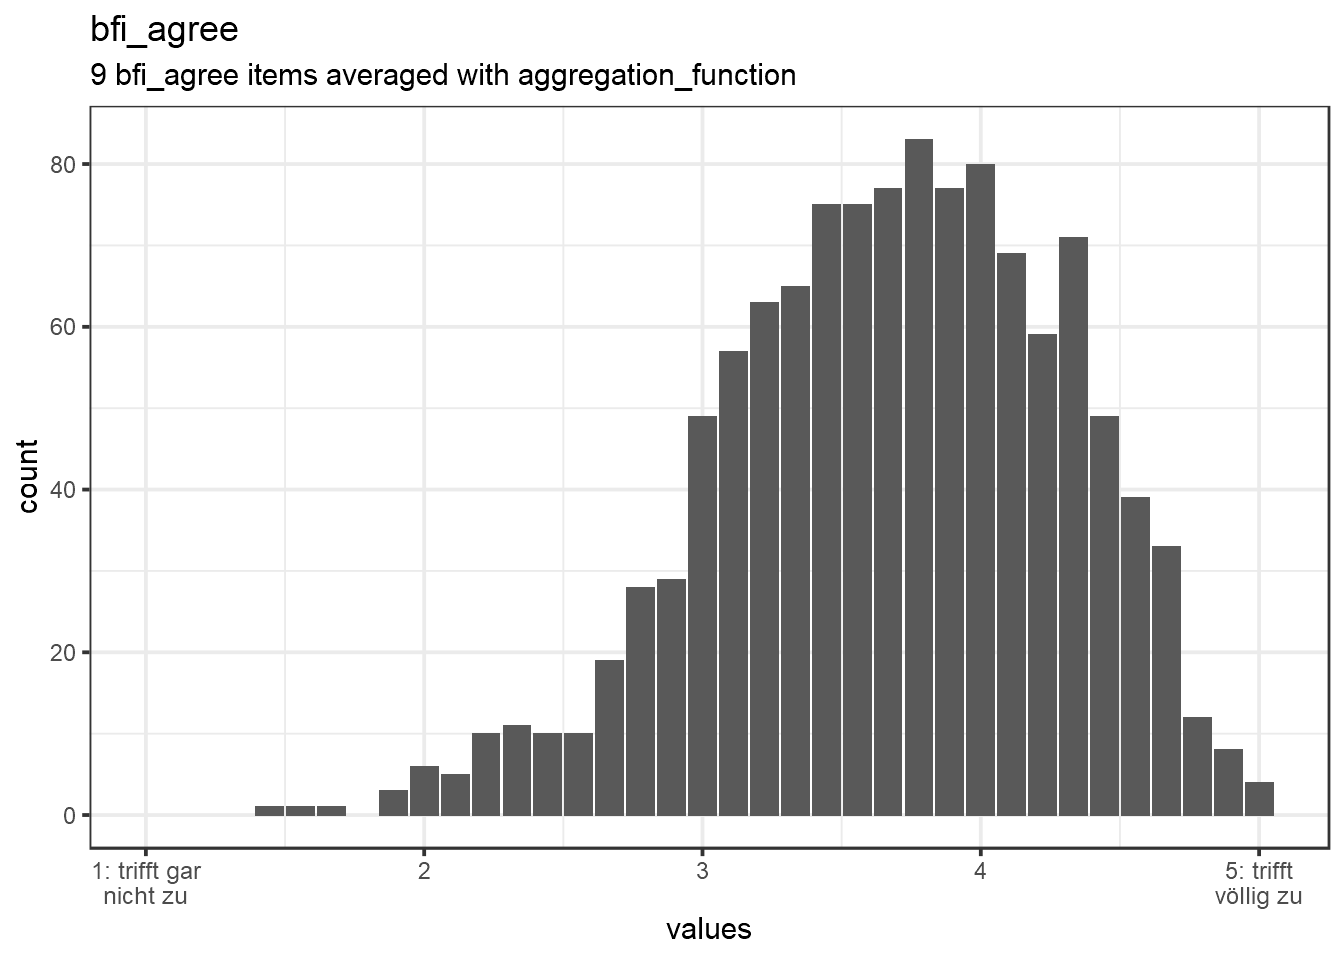 bfi_agree
9 bfi_agree items averaged with aggregation_function
80
60
40
20
0
count
1: trifft gar
nicht zu
2
3
4
5: trifft
völlig zu
values